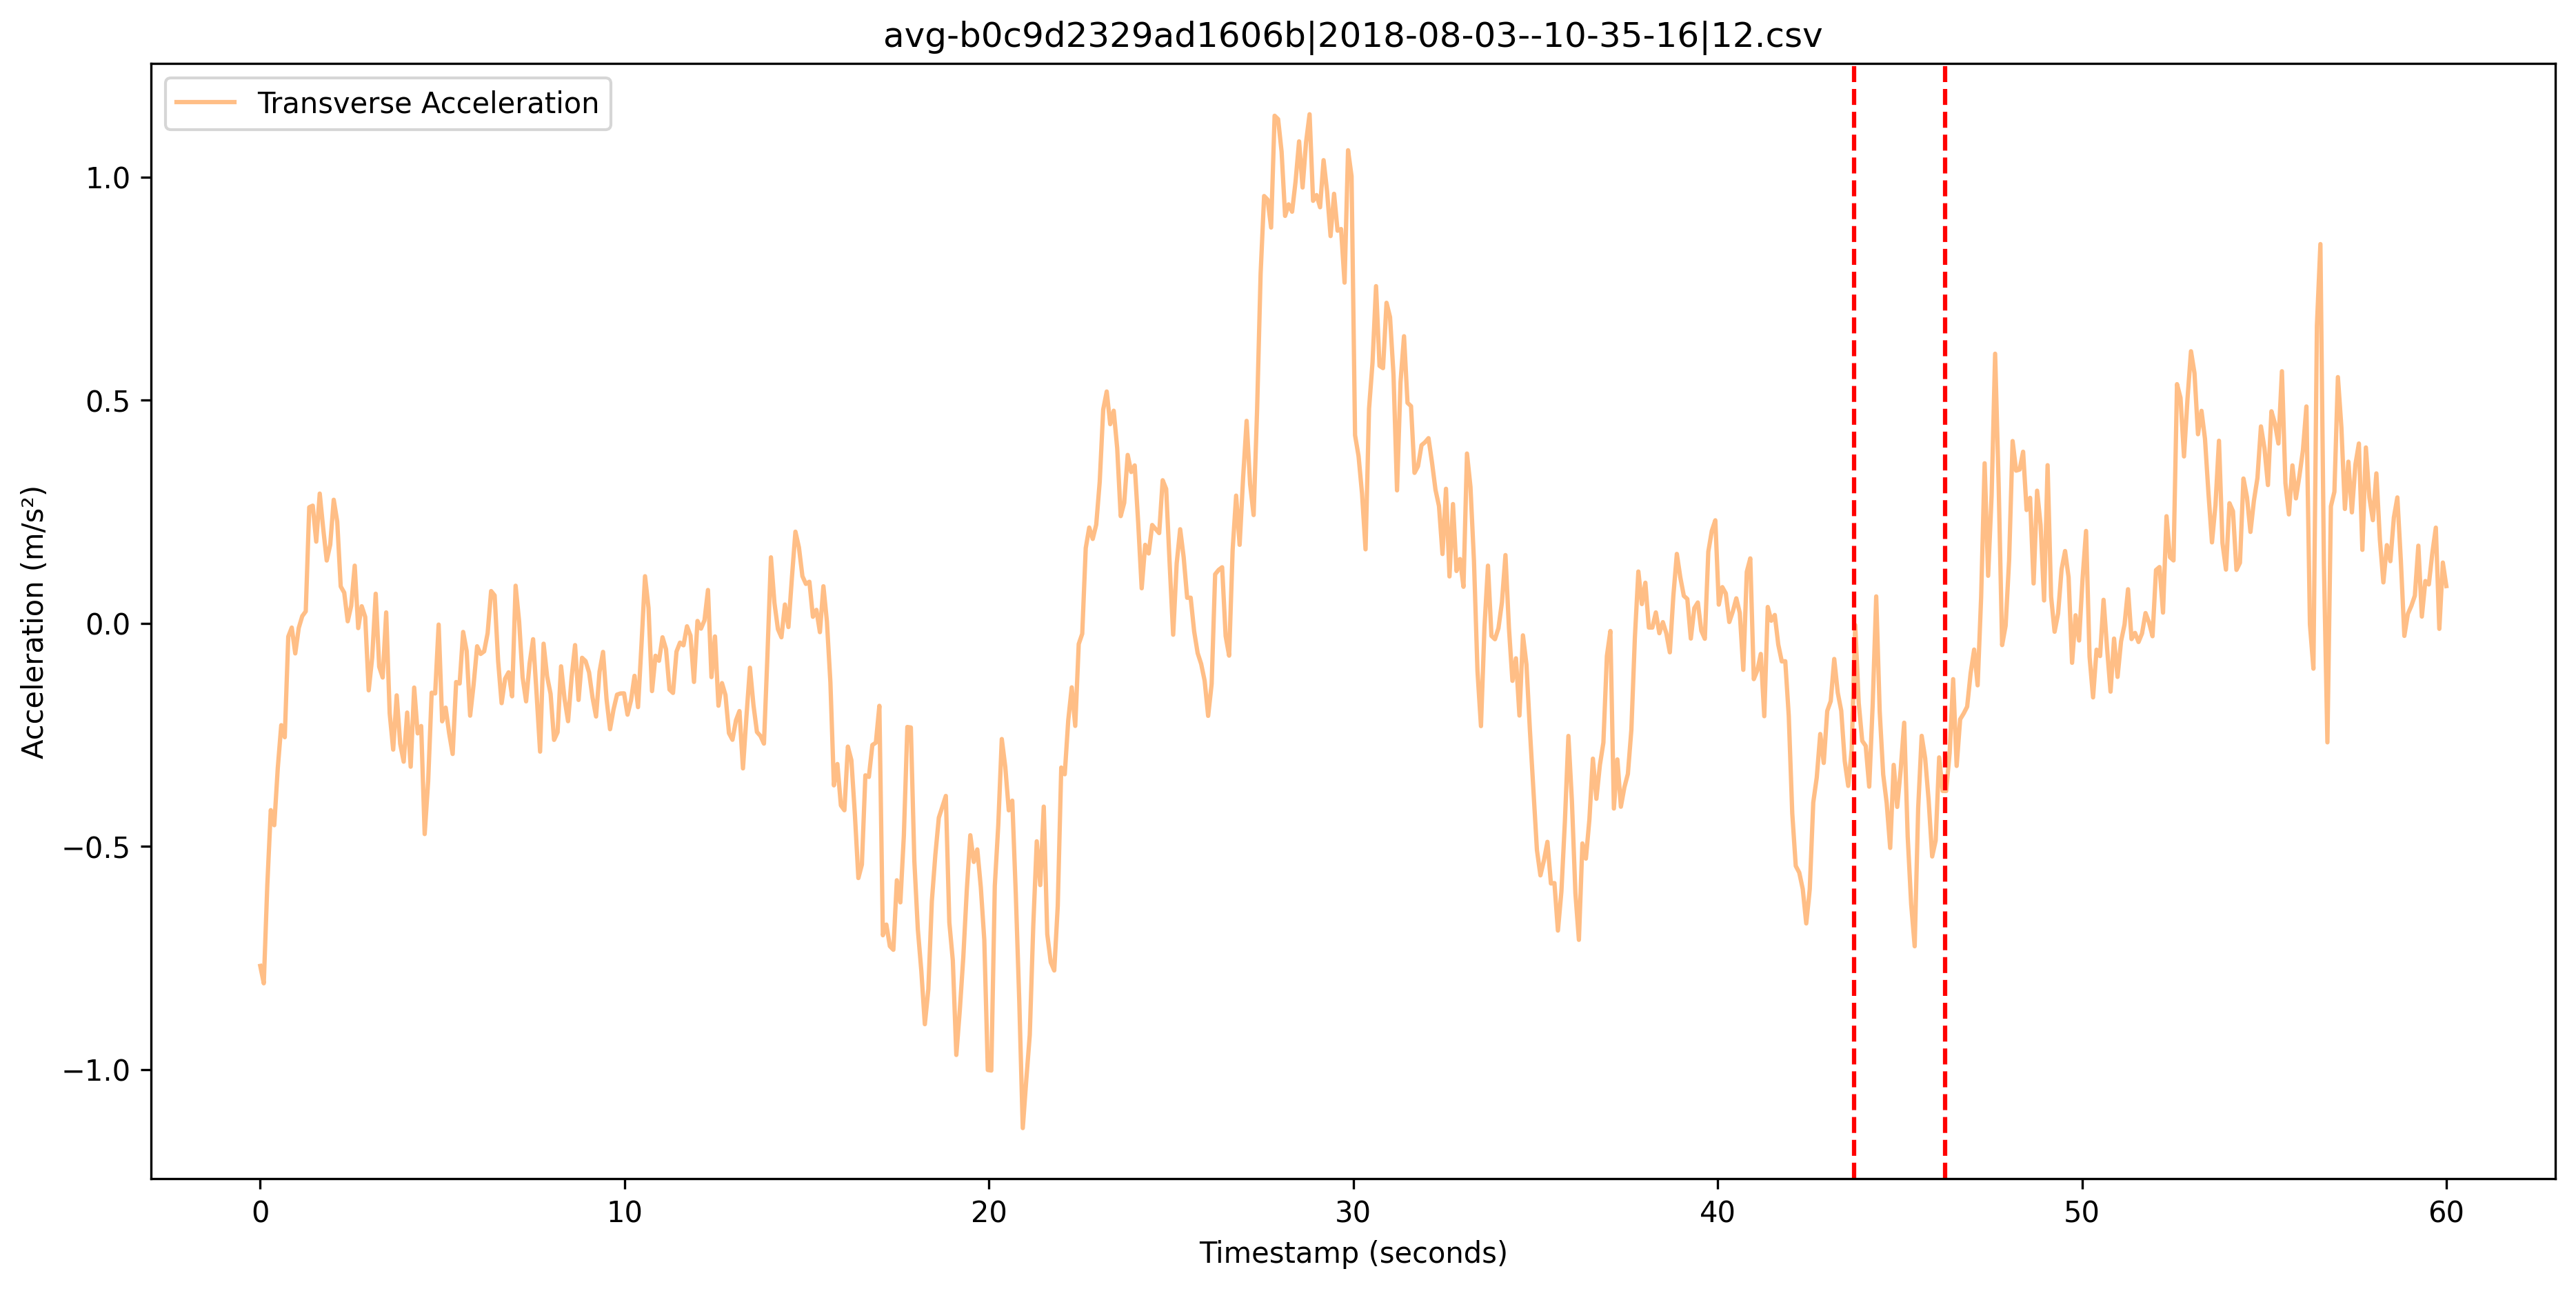 avg-b0c9d2329ad1606b|2018-08-03--10-35-16|12.csv
Transverse Acceleration
Acceleration (m/s²)
1.0
0.5
0.0
−0.5
−1.0
0 10 20 30 40 50 60
Timestamp (seconds)